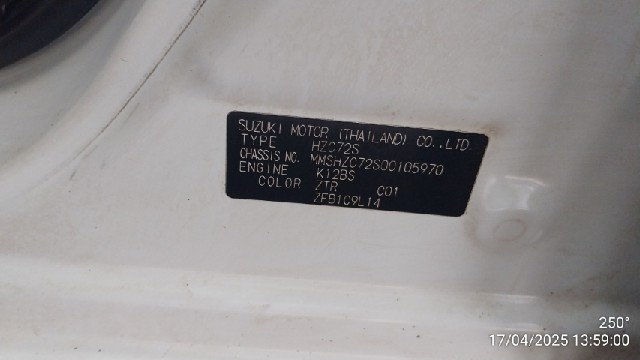 SUZUKI MOTOR (THAILAND) CO.,LTD.
TYPE HZC72S
CHASSIS NO. MMSHZC72S00105970
ENGINE K12BS
COLOR ZTR C01
ZFB1C9L14
250°
17/04/2025 13:59:00